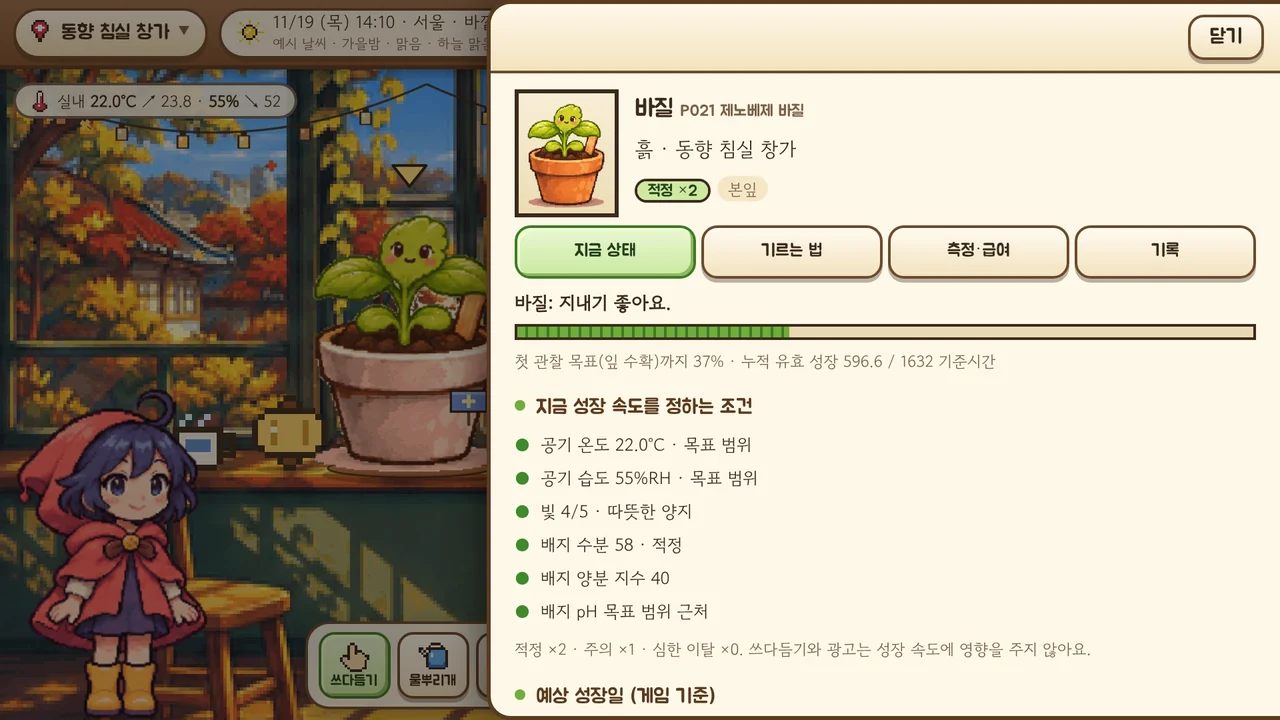 동향 침실 창가 ▼
11/19 (목) 14:10 · 서울 ·
예시 날씨 · 가을밤 · 맑음 · 하늘
실내 22.0°C ↗ 23.8 · 55% ↘ 52
쓰다듬기
물뿌리개
닫기
바질 P021 제노베제 바질
흙 · 동향 침실 창가
적정 ×2
본잎
지금 상태
기르는 법
측정·급여
기록
바질: 지내기 좋아요.
첫 관찰 목표(잎 수확)까지 37% · 누적 유효 성장 596.6 / 1632 기준시간
지금 성장 속도를 정하는 조건
공기 온도 22.0°C · 목표 범위
공기 습도 55%RH · 목표 범위
빛 4/5 · 따뜻한 양지
배지 수분 58 · 적정
배지 양분 지수 40
배지 pH 목표 범위 근처
적정 ×2 · 주의 ×1 · 심한 이탈 ×0. 쓰다듬기와 광고는 성장 속도에 영향을 주지 않아요.
예상 성장일 (게임 기준)